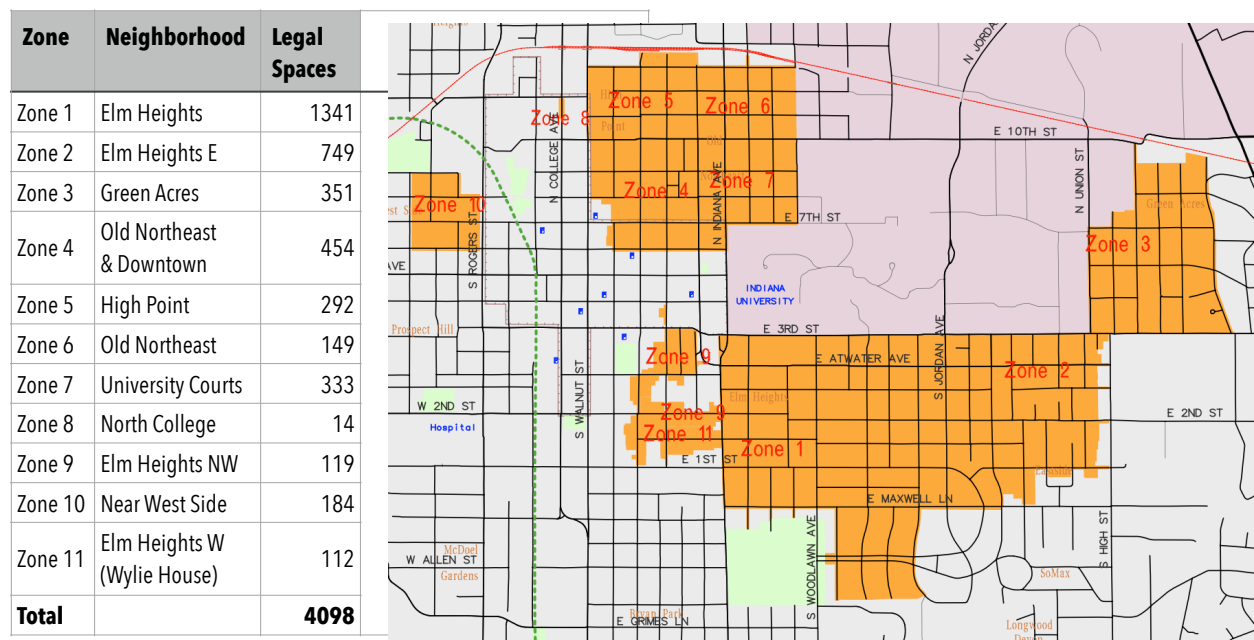 Zone Neighborhood Legal Spaces
Zone 1 Elm Heights 1341
Zone 2 Elm Heights E 749
Zone 3 Green Acres 351
Zone 4 Old Northeast & Downtown 454
Zone 5 High Point 292
Zone 6 Old Northeast 149
Zone 7 University Courts 333
Zone 8 North College 14
Zone 9 Elm Heights NW 119
Zone 10 Near West Side 184
Zone 11 Elm Heights W (Wylie House) 112
Total 4098
Heights
N JORDA
Zone 5
Zone 6
Zone 8
Point
Old
E 10TH ST
N COLLEGE AVE
N INDIANA AVE
N UNION ST
Zone 4
Zone 7
Zone 10
E 7TH ST
Green Acres
Zone 3
S ROGERS ST
AVE
INDIANA
UNIVERSITY
Prospect Hill
E 3RD ST
Zone 9
E ATWATER AVE
S JORDAN AVE
Zone 2
S WALNUT ST
Elm Heights
W 2ND ST
Hospital
Zone 9
E 2ND ST
Zone 11
Zone 1
E 1ST ST
Eastside
E MAXWELL LN
S WOODLAWN AVE
S HIGH ST
McDoel
Gardens
W ALLEN ST
SoMax
Bryan Park
E GRIMES LN
Longwood
Devon